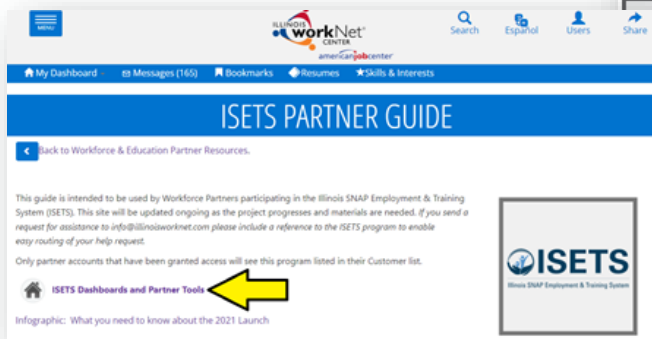 MENU
ILLINOIS
workNet®
CENTER
americanjobcenter
Search
Español
Users
Share
My Dashboard
Messages (165)
Bookmarks
Resumes
Skills & Interests
ISETS PARTNER GUIDE
Back to Workforce & Education Partner Resources.
This guide is intended to be used by Workforce Partners participating in the Illinois SNAP Employment & Training
System (ISETS). This site will be updated ongoing as the project progresses and materials are needed. If you send a
request for assistance to info@illinoisworknet.com please include a reference to the ISETS program to enable
easy routing of your help request.
Only partner accounts that have been granted access will see this program listed in their Customer list.
ISETS Dashboards and Partner Tools
Infographic: What you need to know about the 2021 Launch
ISETS
Illinois SNAP Employment & Training System